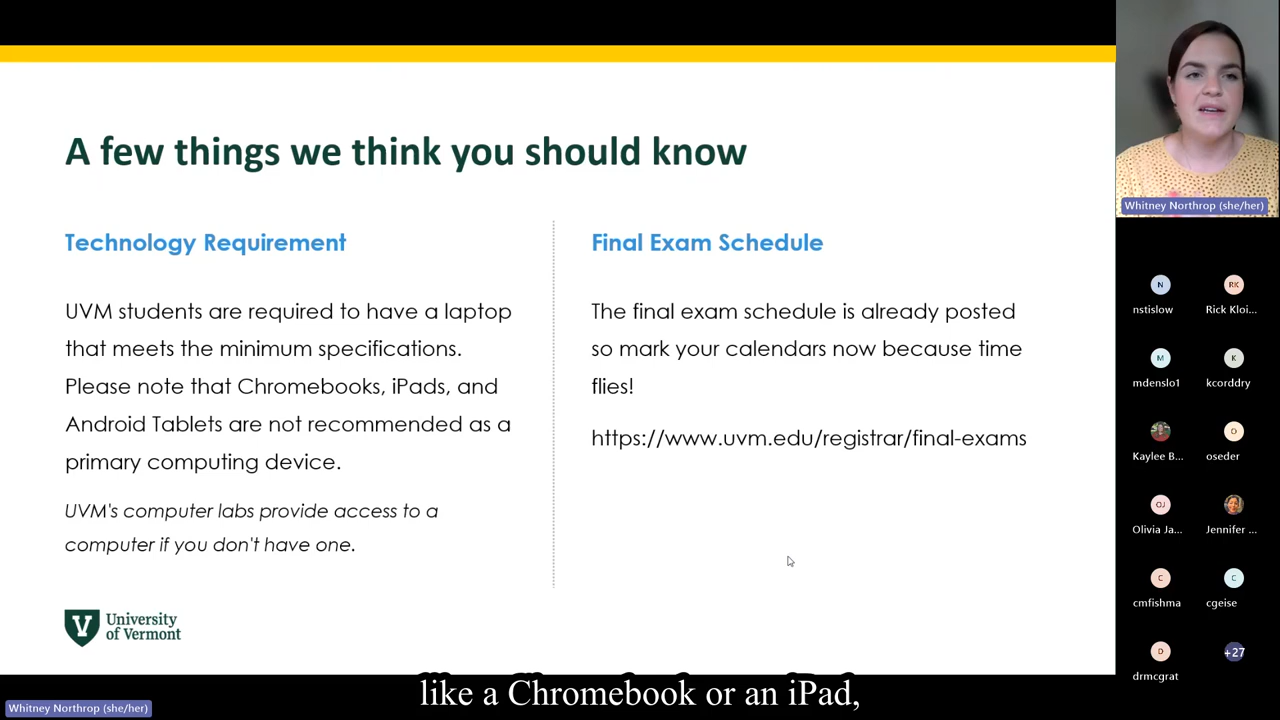 A few things we think you should know
Technology Requirement
UVM students are required to have a laptop
that meets the minimum specifications.
Please note that Chromebooks, iPads, and
Android Tablets are not recommended as a
primary computing device.
UVM's computer labs provide access to a
computer if you don't have one.
Final Exam Schedule
The final exam schedule is already posted
so mark your calendars now because time
flies!
https://www.uvm.edu/registrar/final-exams
University
of Vermont
like a Chromebook or an iPad,
Whitney Northrop (she/her)
Whitney Northrop (she/her)
N
RK
nstislow
Rick Kloi...
M
K
mdenslo1
kcorddry
O
Kaylee B...
oseder
OJ
Olivia Ja...
Jennifer ...
C
C
cmfishma
cgeise
D
+27
drmcgrat